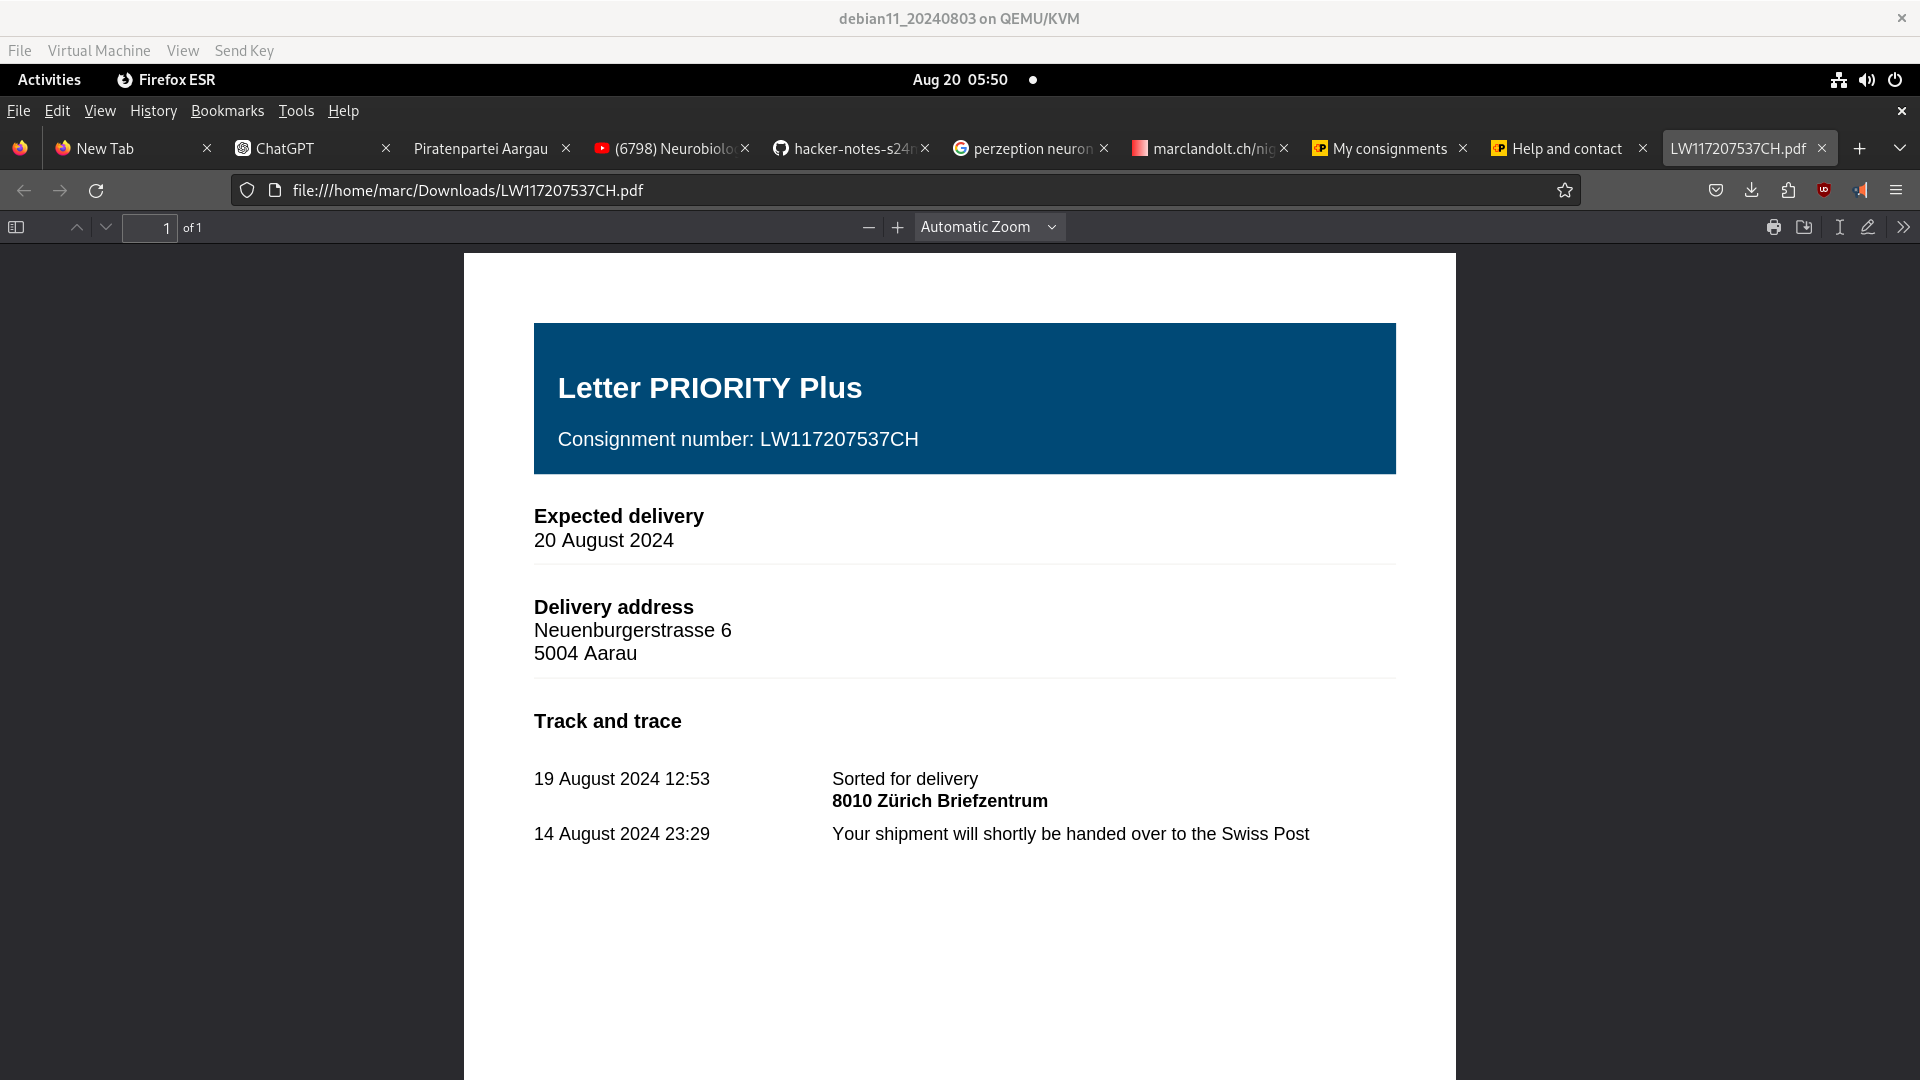 debian11_20240803 on QEMU/KVM
File Virtual Machine View Send Key
Activities Firefox ESR Aug 20 05:50
File Edit View History Bookmarks Tools Help
New Tab ChatGPT Piratenpartei Aargau (6798) Neurobiolo hacker-notes-s24 perzeption neuron marclandolt.ch/nig My consignments Help and contact LW117207537CH.pdf
file:///home/marc/Downloads/LW117207537CH.pdf
1 of 1 Automatic Zoom
Letter PRIORITY Plus
Consignment number: LW117207537CH
Expected delivery
20 August 2024
Delivery address
Neuenburgerstrasse 6
5004 Aarau
Track and trace
19 August 2024 12:53 Sorted for delivery
8010 Zürich Briefzentrum
14 August 2024 23:29 Your shipment will shortly be handed over to the Swiss Post